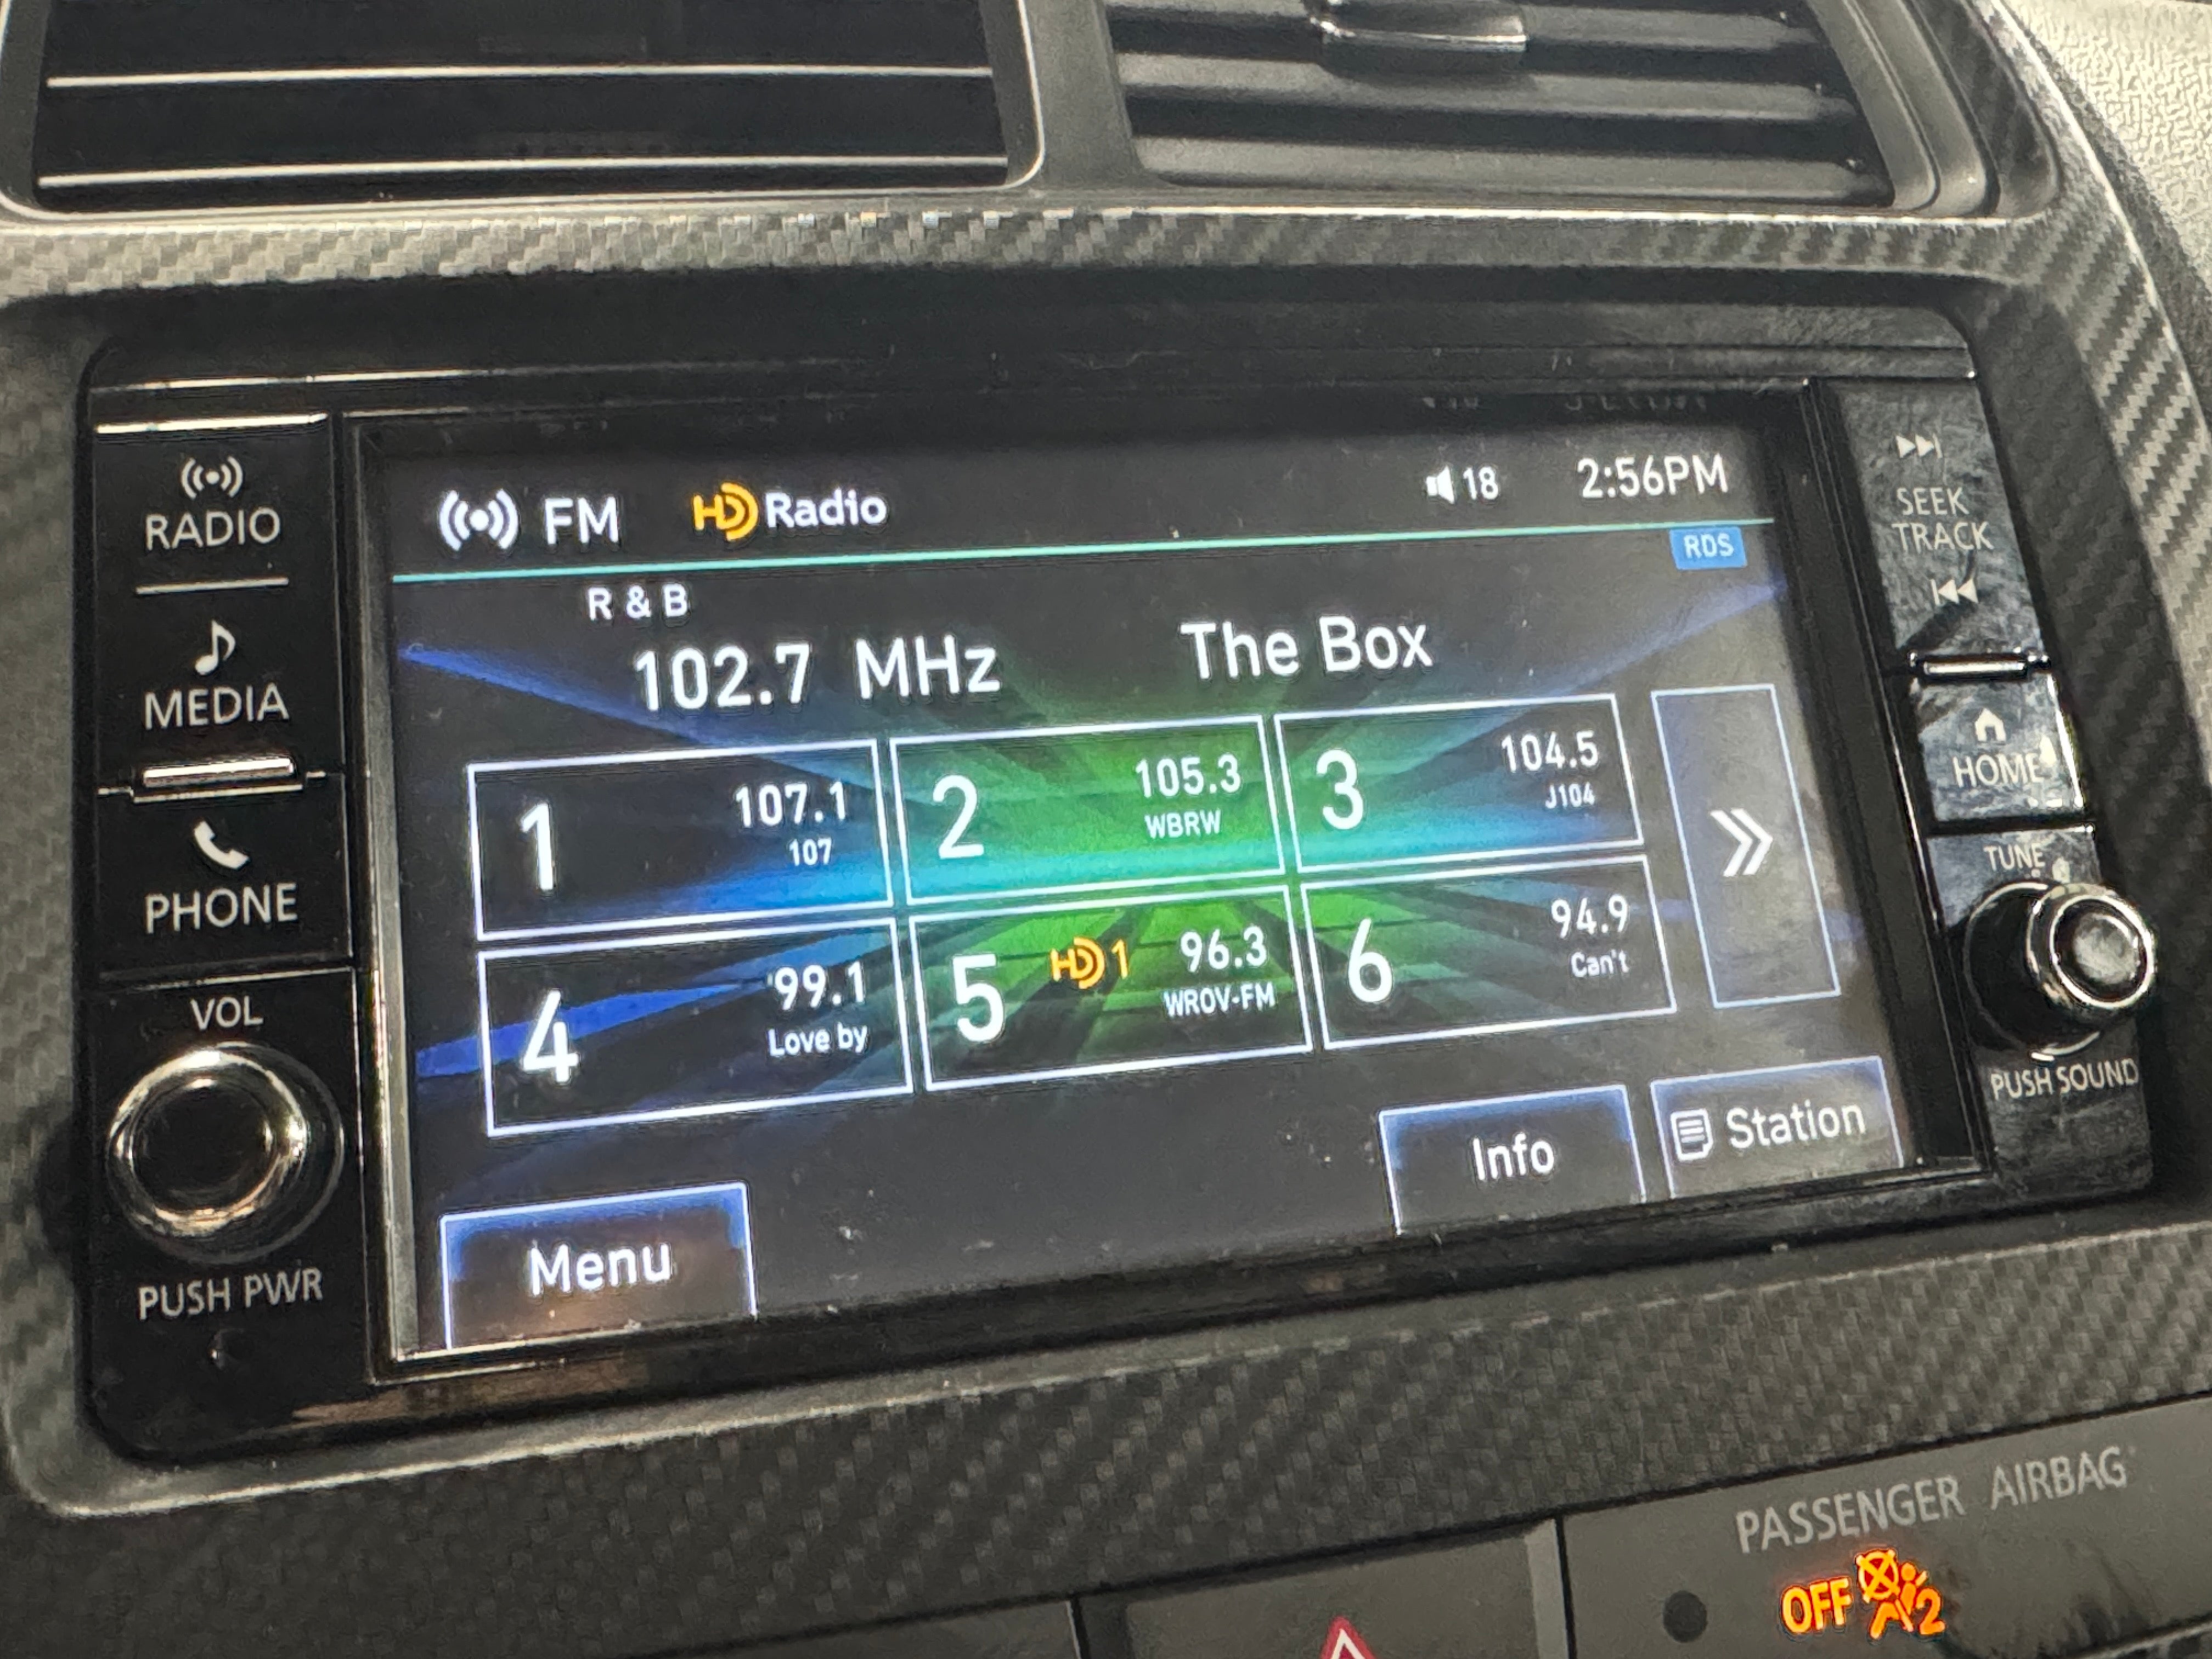 RADIO
MEDIA
PHONE
VOL
PUSH PWR
FM HD Radio 18 2:56PM
RDS
R & B
102.7 MHz The Box
1 107.1
107
2 105.3
WBRW
3 104.5
J104
4 99.1
Love by
5 HD 1 96.3
WROV-FM
6 94.9
Can't
Menu
Info
Station
SEEK
TRACK
HOME
TUNE
PUSH SOUND
PASSENGER AIRBAG
OFF 2